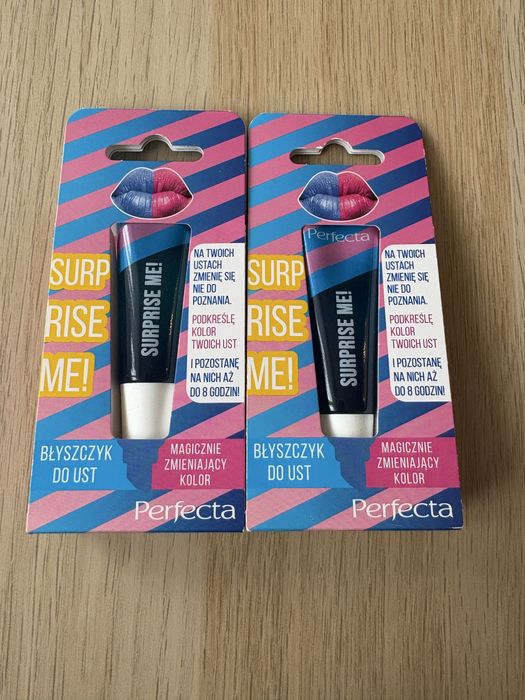 SURP
RISE
ME!
SURPRISE ME!
NA TWOICH
USTACH
ZMIENIĘ SIĘ
NIE DO
POZNANIA.
PODKREŚLĘ
KOLOR
TWOICH UST
I POZOSTANĘ
NA NICH AŻ
DO 8 GODZIN!
BŁYSZCZYK
DO UST
MAGICZNIE
ZMIENIAJĄCY
KOLOR
Perfecta
Perfecta
SURP
RISE
ME!
SURPRISE ME!
NA TWOICH
USTACH
ZMIENIĘ SIĘ
NIE DO
POZNANIA.
PODKREŚLĘ
KOLOR
TWOICH UST
I POZOSTANĘ
NA NICH AŻ
DO 8 GODZIN!
BŁYSZCZYK
DO UST
MAGICZNIE
ZMIENIAJĄCY
KOLOR
Perfecta